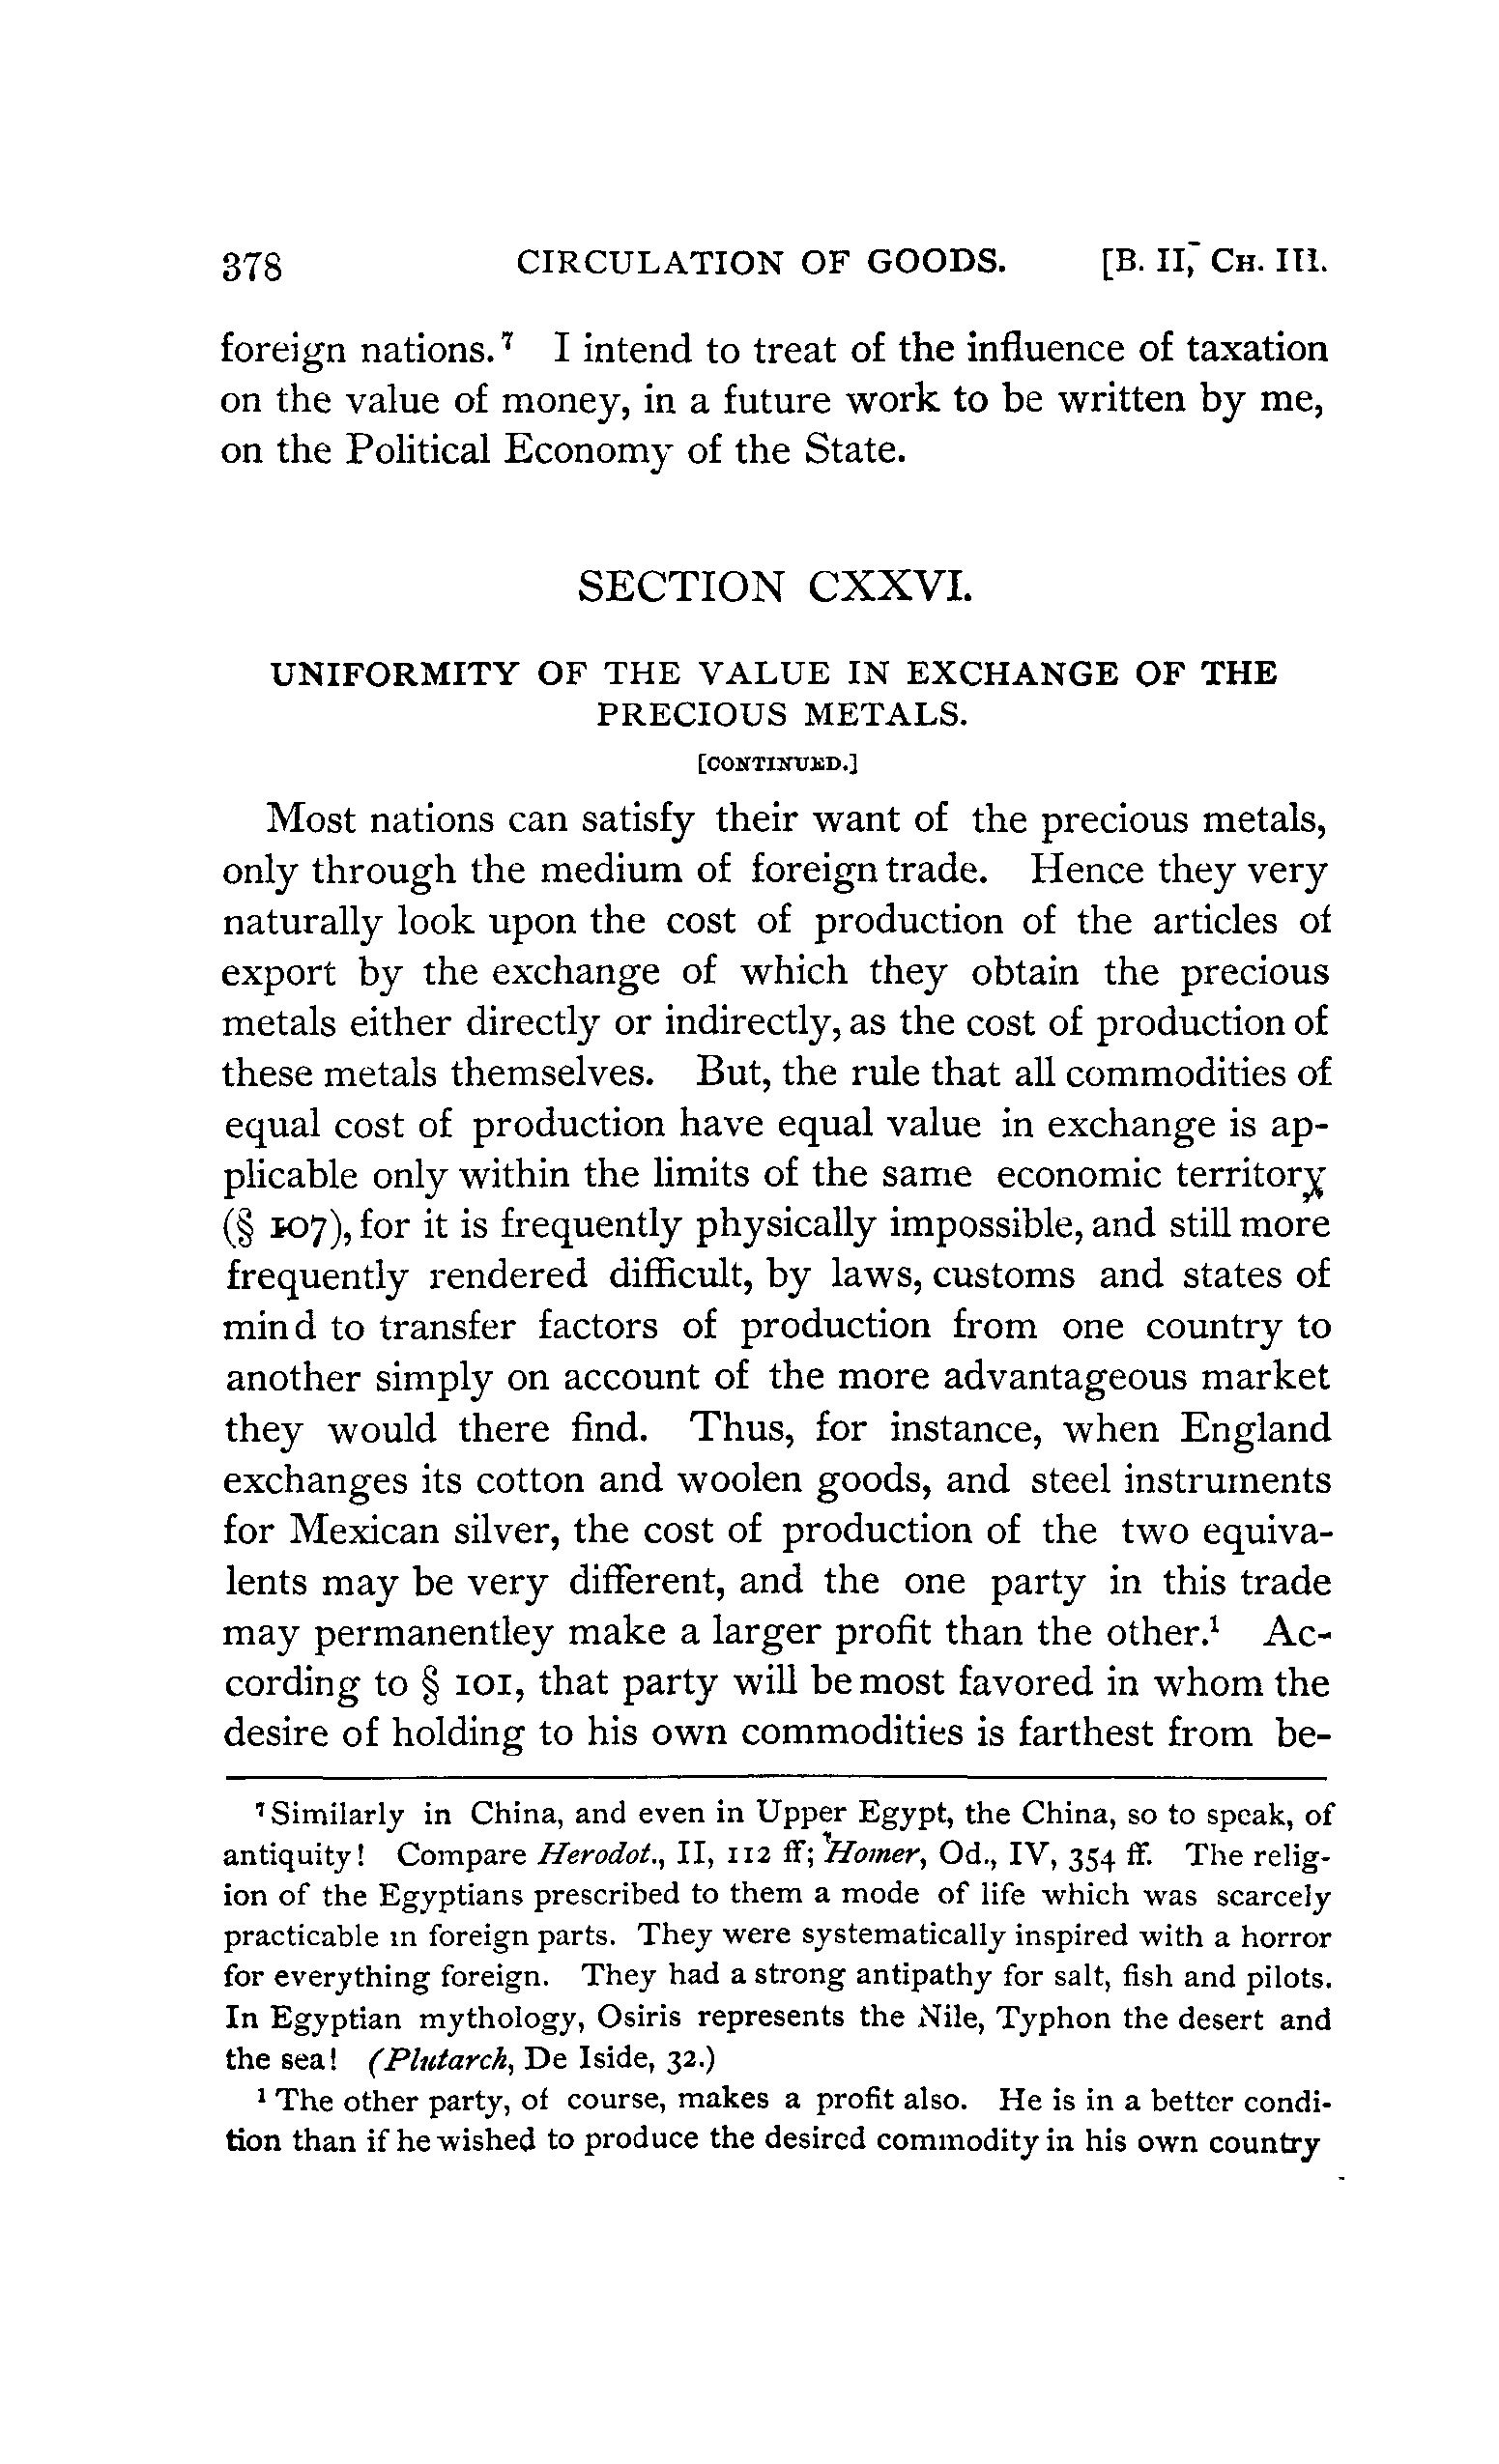 378 CIRCULATION OF GOODS. [B. II, CH. III.
foreign nations.⁷ I intend to treat of the influence of taxation
on the value of money, in a future work to be written by me,
on the Political Economy of the State.
SECTION CXXVI.
UNIFORMITY OF THE VALUE IN EXCHANGE OF THE
PRECIOUS METALS.
[CONTINUED.]
Most nations can satisfy their want of the precious metals,
only through the medium of foreign trade. Hence they very
naturally look upon the cost of production of the articles of
export by the exchange of which they obtain the precious
metals either directly or indirectly, as the cost of production of
these metals themselves. But, the rule that all commodities of
equal cost of production have equal value in exchange is ap-
plicable only within the limits of the same economic territory
(§ 107), for it is frequently physically impossible, and still more
frequently rendered difficult, by laws, customs and states of
mind to transfer factors of production from one country to
another simply on account of the more advantageous market
they would there find. Thus, for instance, when England
exchanges its cotton and woolen goods, and steel instruments
for Mexican silver, the cost of production of the two equiva-
lents may be very different, and the one party in this trade
may permanentley make a larger profit than the other.¹ Ac-
cording to § 101, that party will be most favored in whom the
desire of holding to his own commodities is farthest from be-
⁷ Similarly in China, and even in Upper Egypt, the China, so to speak, of
antiquity! Compare Herodot., II, 112 ff; Homer, Od., IV, 354 ff. The relig-
ion of the Egyptians prescribed to them a mode of life which was scarcely
practicable in foreign parts. They were systematically inspired with a horror
for everything foreign. They had a strong antipathy for salt, fish and pilots.
In Egyptian mythology, Osiris represents the Nile, Typhon the desert and
the sea! (Plutarch, De Iside, 32.)
¹ The other party, of course, makes a profit also. He is in a better condi-
tion than if he wished to produce the desired commodity in his own country